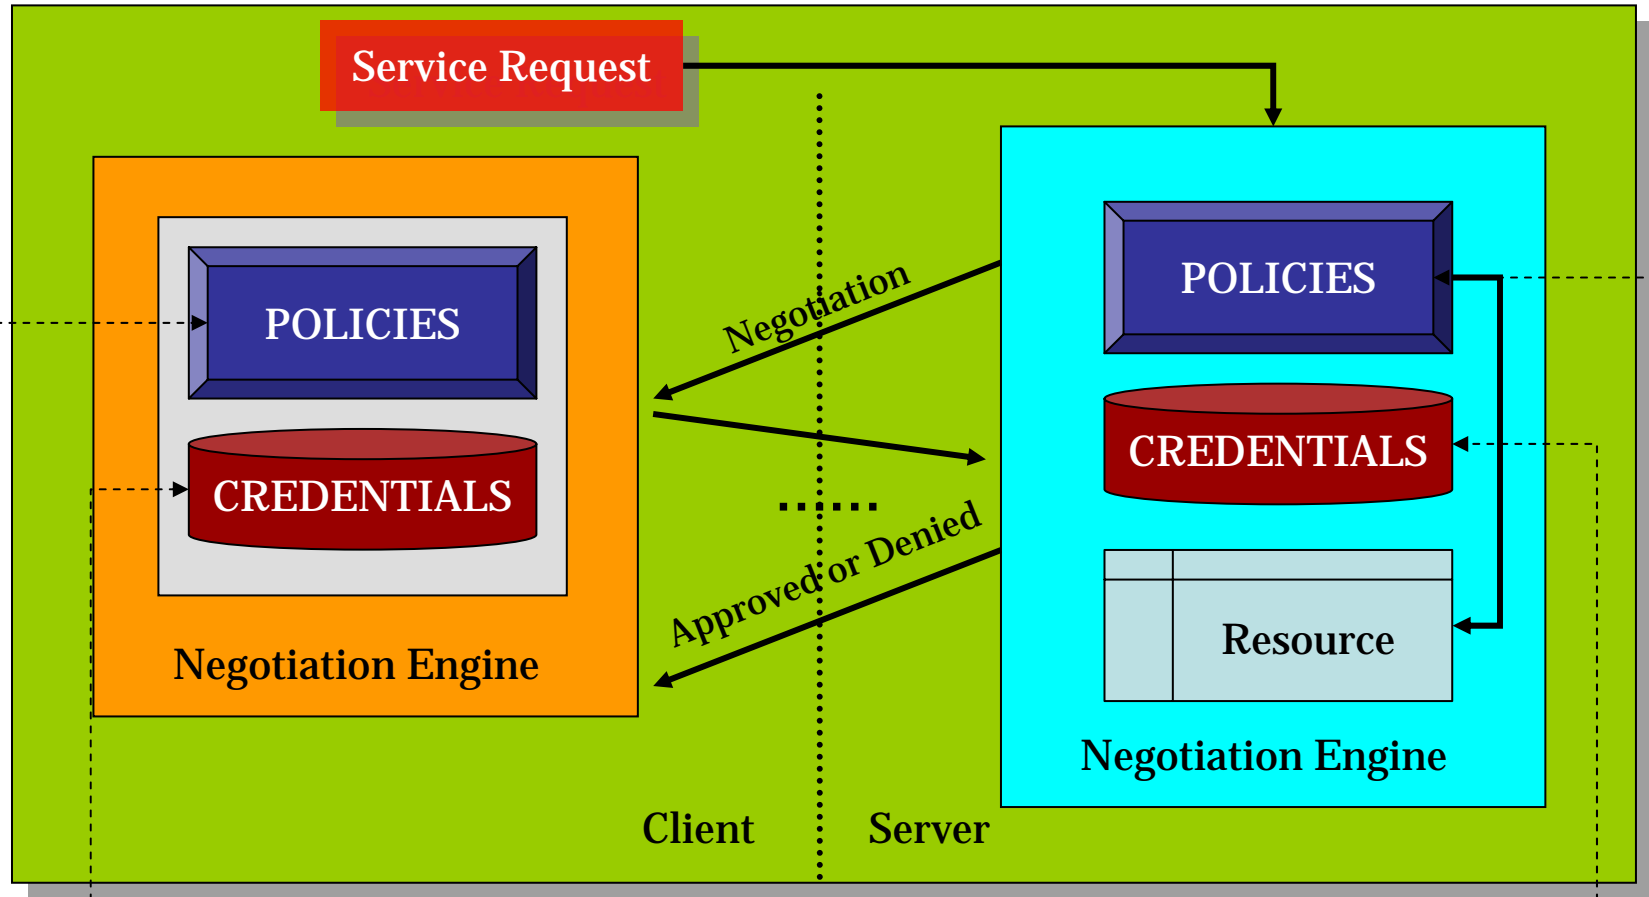 Service Request
POLICIES
CREDENTIALS
Negotiation Engine
Negotiation
Approved or Denied
POLICIES
CREDENTIALS
Resource
Negotiation Engine
Client
Server